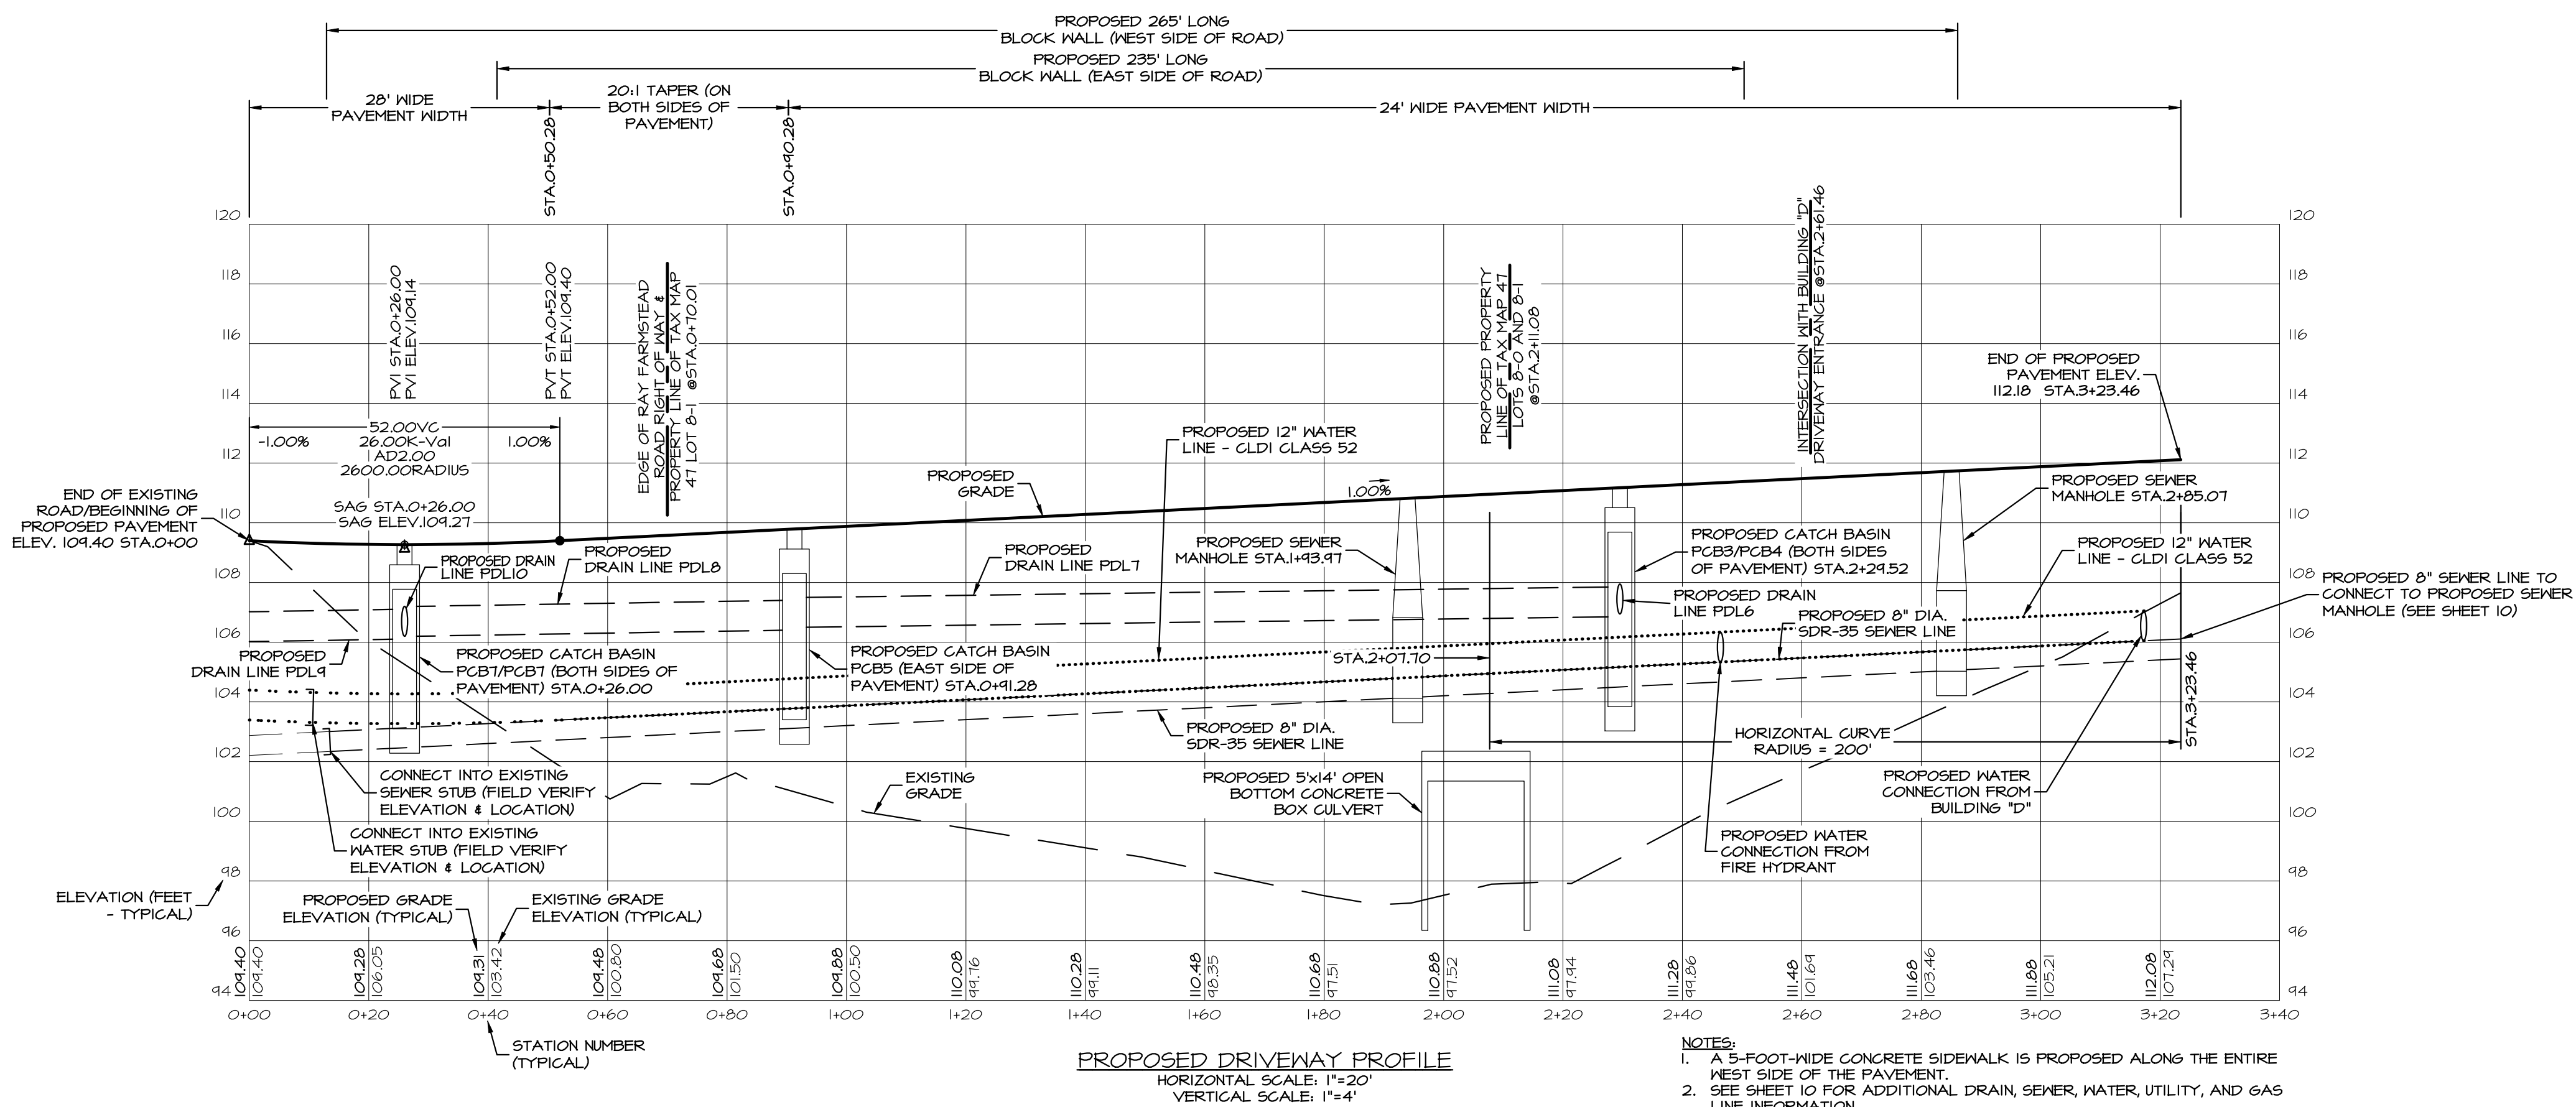 PROPOSED 265' LONG
BLOCK WALL (WEST SIDE OF ROAD)
PROPOSED 235' LONG
BLOCK WALL (EAST SIDE OF ROAD)
28' WIDE
PAVEMENT WIDTH
20:1 TAPER (ON
BOTH SIDES OF
PAVEMENT)
24' WIDE PAVEMENT WIDTH
STA.0+50.28
STA.0+90.28
120
118
116
114
112
110
108
106
104
102
100
98
96
94
120
118
116
114
112
110
108
106
104
102
100
98
96
94
PVI STA.0+26.00
PVI ELEV.109.14
PVT STA.0+52.00
PVT ELEV.109.40
EDGE OF RAY FARMSTEAD
ROAD RIGHT OF WAY &
PROPERTY LINE OF TAX MAP
47 LOT 8-1 @STA.0+70.01
PROPOSED PROPERTY
LINE OF TAX MAP 47
LOTS 8-0 AND 8-1
@STA.2+11.08
INTERSECTION WITH BUILDING "D"
DRIVEWAY ENTRANCE @STA.2+61.46
END OF PROPOSED
PAVEMENT ELEV.
112.18 STA.3+23.46
52.00VC
-1.00%
26.00K-Val
1.00%
AD2.00
2600.00RADIUS
SAG STA.0+26.00
SAG ELEV.109.27
END OF EXISTING
ROAD/BEGINNING OF
PROPOSED PAVEMENT
ELEV. 109.40 STA.0+00
PROPOSED
GRADE
PROPOSED 12" WATER
LINE - CLDI CLASS 52
1.00%
PROPOSED SEWER
MANHOLE STA.2+85.07
PROPOSED DRAIN
LINE PDL10
PROPOSED
DRAIN LINE PDL8
PROPOSED
DRAIN LINE PDL7
PROPOSED SEWER
MANHOLE STA.1+93.97
PROPOSED CATCH BASIN
PCB3/PCB4 (BOTH SIDES
OF PAVEMENT) STA.2+29.52
PROPOSED 12" WATER
LINE - CLDI CLASS 52
PROPOSED 8" SEWER LINE TO
CONNECT TO PROPOSED SEWER
MANHOLE (SEE SHEET 10)
PROPOSED DRAIN
LINE PDL6
PROPOSED 8" DIA.
SDR-35 SEWER LINE
PROPOSED
DRAIN LINE PDL9
PROPOSED CATCH BASIN
PCB7/PCB7 (BOTH SIDES OF
PAVEMENT) STA.0+26.00
PROPOSED CATCH BASIN
PCB5 (EAST SIDE OF
PAVEMENT) STA.0+91.28
STA.2+07.70
STA.3+23.46
PROPOSED 8" DIA.
SDR-35 SEWER LINE
HORIZONTAL CURVE
RADIUS = 200'
CONNECT INTO EXISTING
SEWER STUB (FIELD VERIFY
ELEVATION & LOCATION)
EXISTING
GRADE
PROPOSED 5'x14' OPEN
BOTTOM CONCRETE
BOX CULVERT
PROPOSED WATER
CONNECTION FROM
BUILDING "D"
CONNECT INTO EXISTING
WATER STUB (FIELD VERIFY
ELEVATION & LOCATION)
PROPOSED WATER
CONNECTION FROM
FIRE HYDRANT
ELEVATION (FEET
- TYPICAL)
PROPOSED GRADE
ELEVATION (TYPICAL)
EXISTING GRADE
ELEVATION (TYPICAL)
109.40 109.40
109.28 106.05
109.31 103.42
109.48 100.80
109.68 101.50
109.88 100.50
110.08 99.76
110.28 99.11
110.48 98.35
110.68 97.51
110.88 97.52
111.08 97.94
111.28 99.86
111.48 101.69
111.68 103.46
111.88 105.21
112.08 107.29
0+00 0+20 0+40 0+60 0+80 1+00 1+20 1+40 1+60 1+80 2+00 2+20 2+40 2+60 2+80 3+00 3+20 3+40
STATION NUMBER
(TYPICAL)
PROPOSED DRIVEWAY PROFILE
HORIZONTAL SCALE: 1"=20'
VERTICAL SCALE: 1"=4'
NOTES:
1. A 5-FOOT-WIDE CONCRETE SIDEWALK IS PROPOSED ALONG THE ENTIRE
WEST SIDE OF THE PAVEMENT.
2. SEE SHEET 10 FOR ADDITIONAL DRAIN, SEWER, WATER, UTILITY, AND GAS
LINE INFORMATION